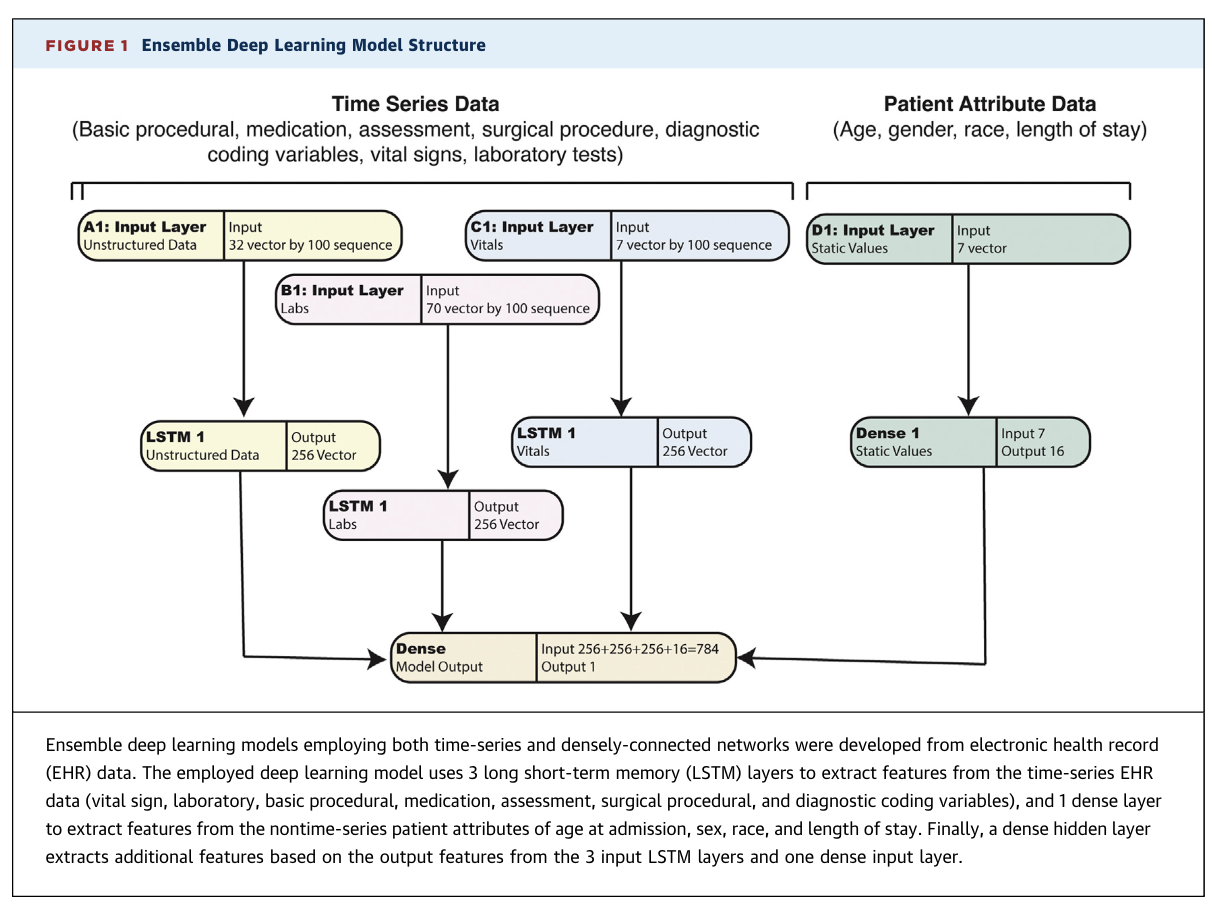 FIGURE 1 Ensemble Deep Learning Model Structure
Time Series Data
(Basic procedural, medication, assessment, surgical procedure, diagnostic
coding variables, vital signs, laboratory tests)
Patient Attribute Data
(Age, gender, race, length of stay)
A1: Input Layer
Unstructured Data
Input
32 vector by 100 sequence
C1: Input Layer
Vitals
Input
7 vector by 100 sequence
D1: Input Layer
Static Values
Input
7 vector
B1: Input Layer
Labs
Input
70 vector by 100 sequence
LSTM 1
Unstructured Data
Output
256 Vector
LSTM 1
Vitals
Output
256 Vector
Dense 1
Static Values
Input 7
Output 16
LSTM 1
Labs
Output
256 Vector
Dense
Model Output
Input 256+256+256+16=784
Output 1
Ensemble deep learning models employing both time-series and densely-connected networks were developed from electronic health record
(EHR) data. The employed deep learning model uses 3 long short-term memory (LSTM) layers to extract features from the time-series EHR
data (vital sign, laboratory, basic procedural, medication, assessment, surgical procedural, and diagnostic coding variables), and 1 dense layer
to extract features from the nontime-series patient attributes of age at admission, sex, race, and length of stay. Finally, a dense hidden layer
extracts additional features based on the output features from the 3 input LSTM layers and one dense input layer.